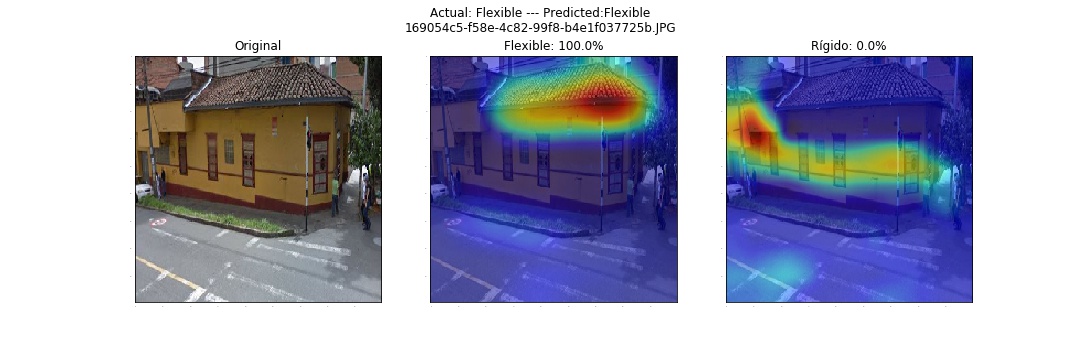 Actual: Flexible --- Predicted:Flexible
169054c5-f58e-4c82-99f8-b4e1f037725b.JPG
Original
Flexible: 100.0%
Rígido: 0.0%